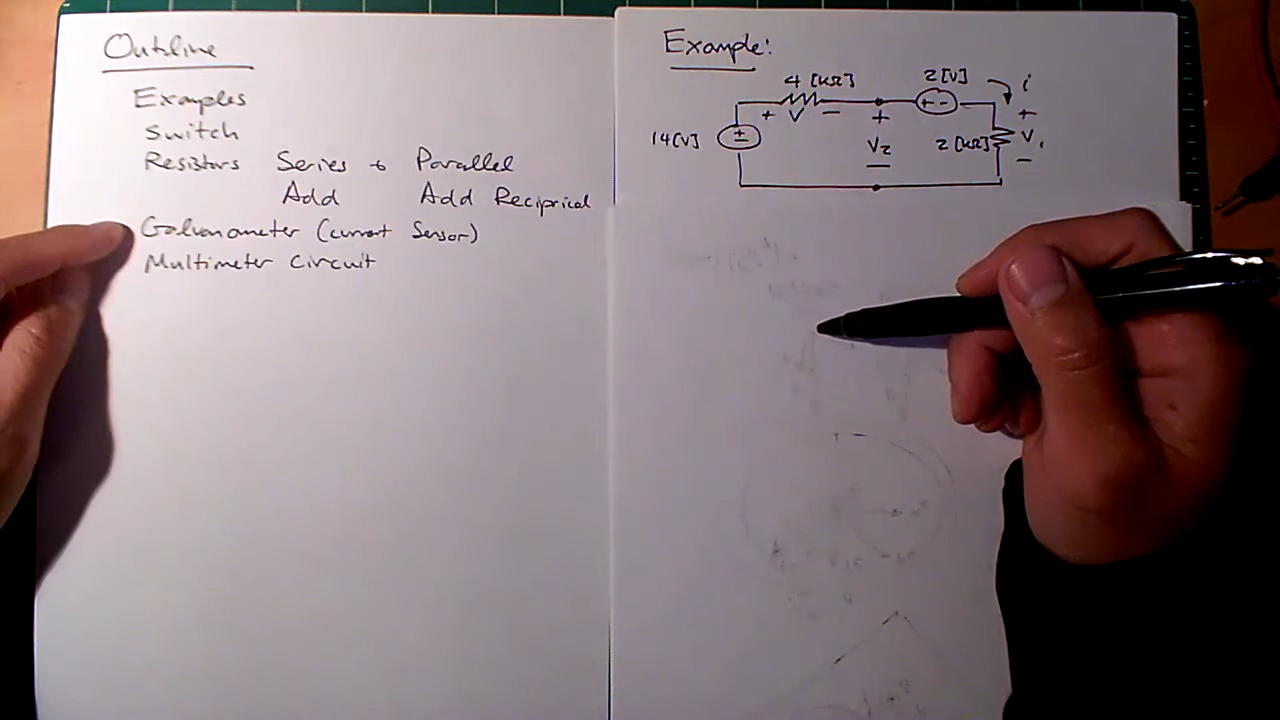 Outline
Examples
Switch
Resistors Series + Parallel
Add Add Reciprical
Galvanometer (current Sensor)
Multimeter Circuit
Example:
4 [kΩ] 2[V] i
+ V - + + - +
14[V] ± V2 2 [kΩ] V1
- -